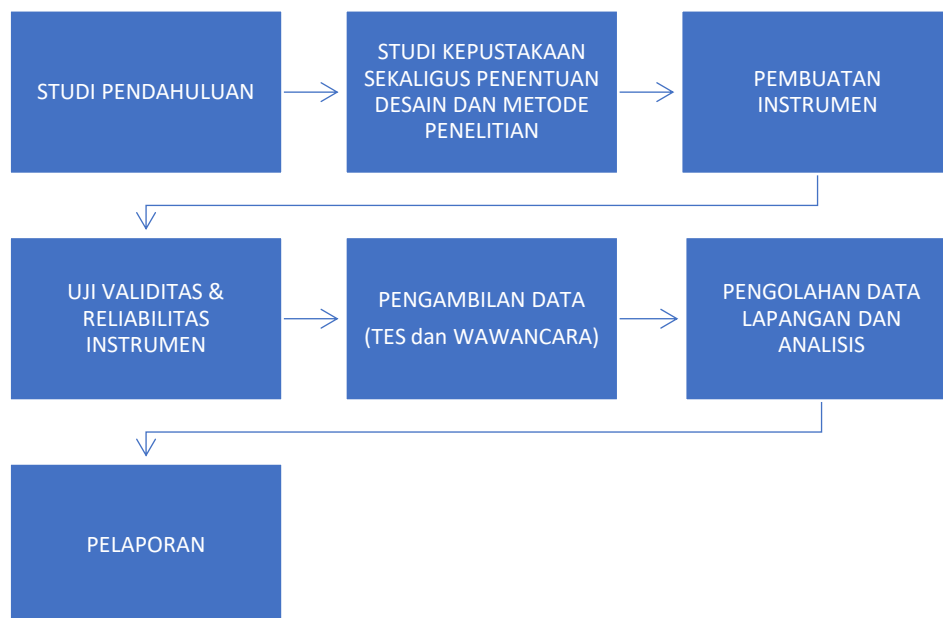 STUDI PENDAHULUAN
STUDI KEPUSTAKAAN
SEKALIGUS PENENTUAN
DESAIN DAN METODE
PENELITIAN
PEMBUATAN
INSTRUMEN
UJI VALIDITAS &
RELIABILITAS
INSTRUMEN
PENGAMBILAN DATA
(TES dan WAWANCARA)
PENGOLAHAN DATA
LAPANGAN DAN
ANALISIS
PELAPORAN